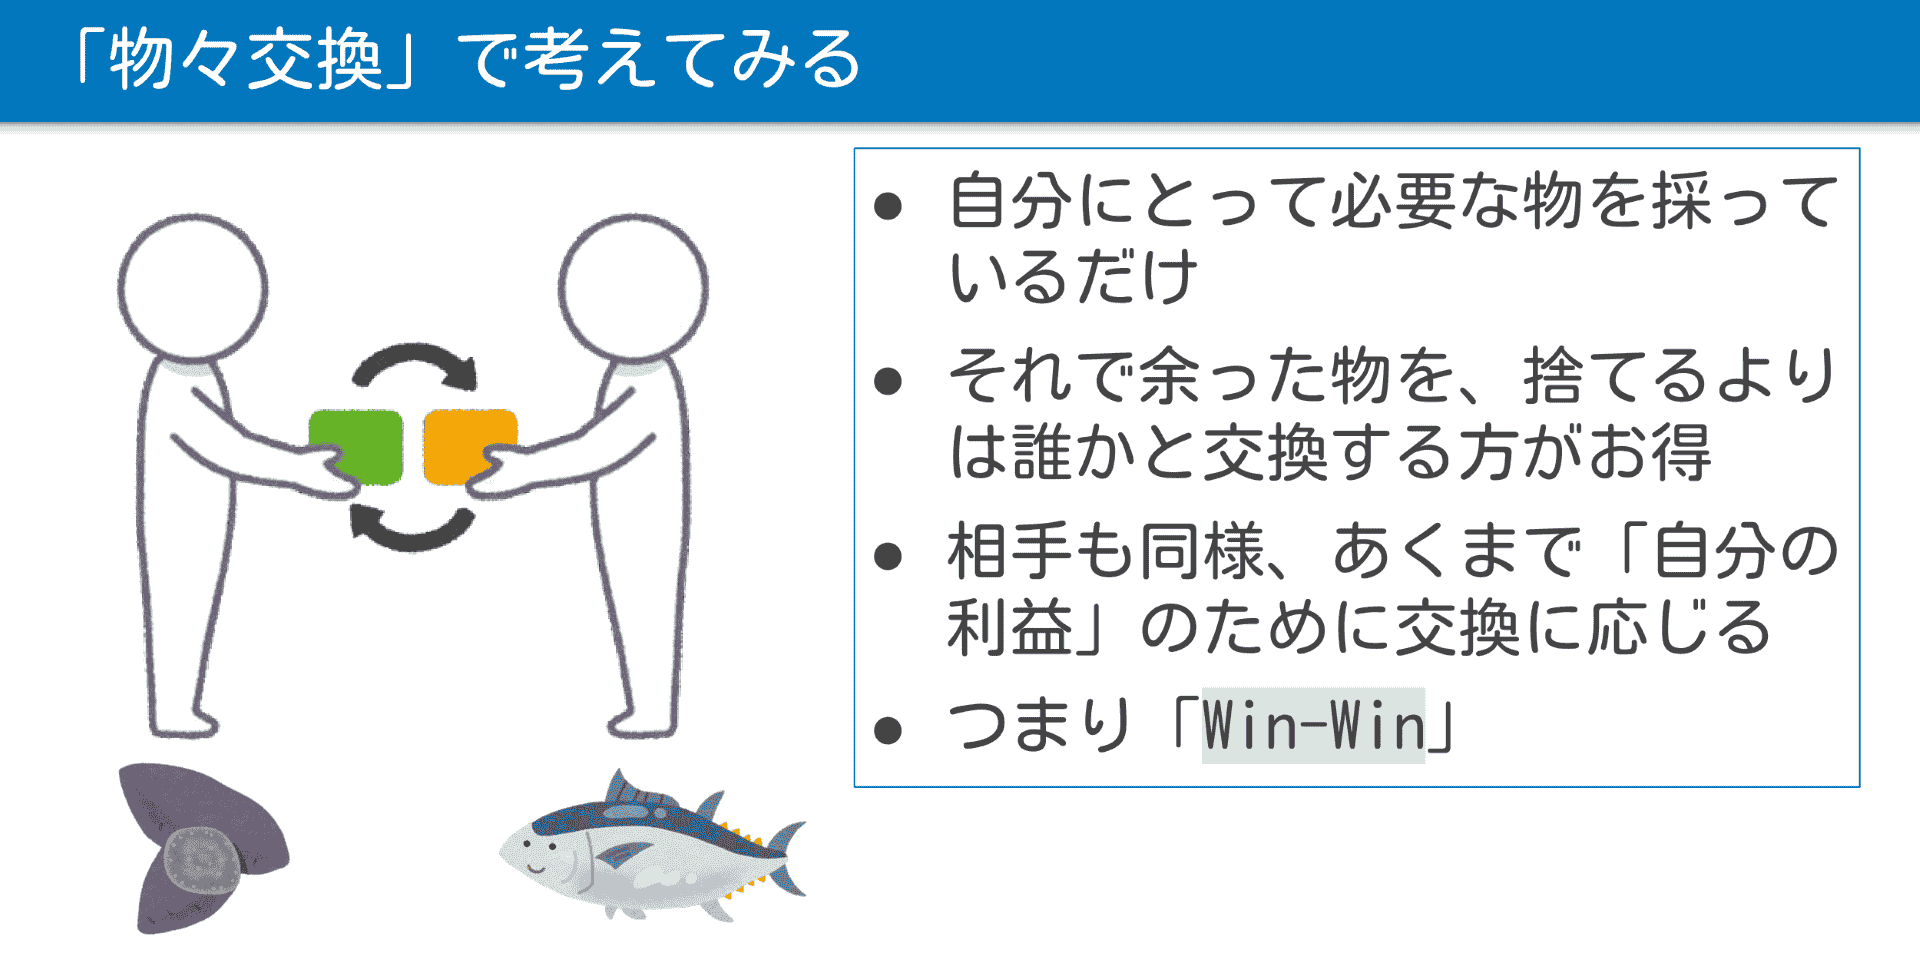 「物々交換」で考えてみる
● 自分にとって必要な物を採って
いるだけ
● それで余った物を、捨てるより
は誰かと交換する方がお得
● 相手も同様、あくまで「自分の
利益」のために交換に応じる
● つまり「Win-Win」